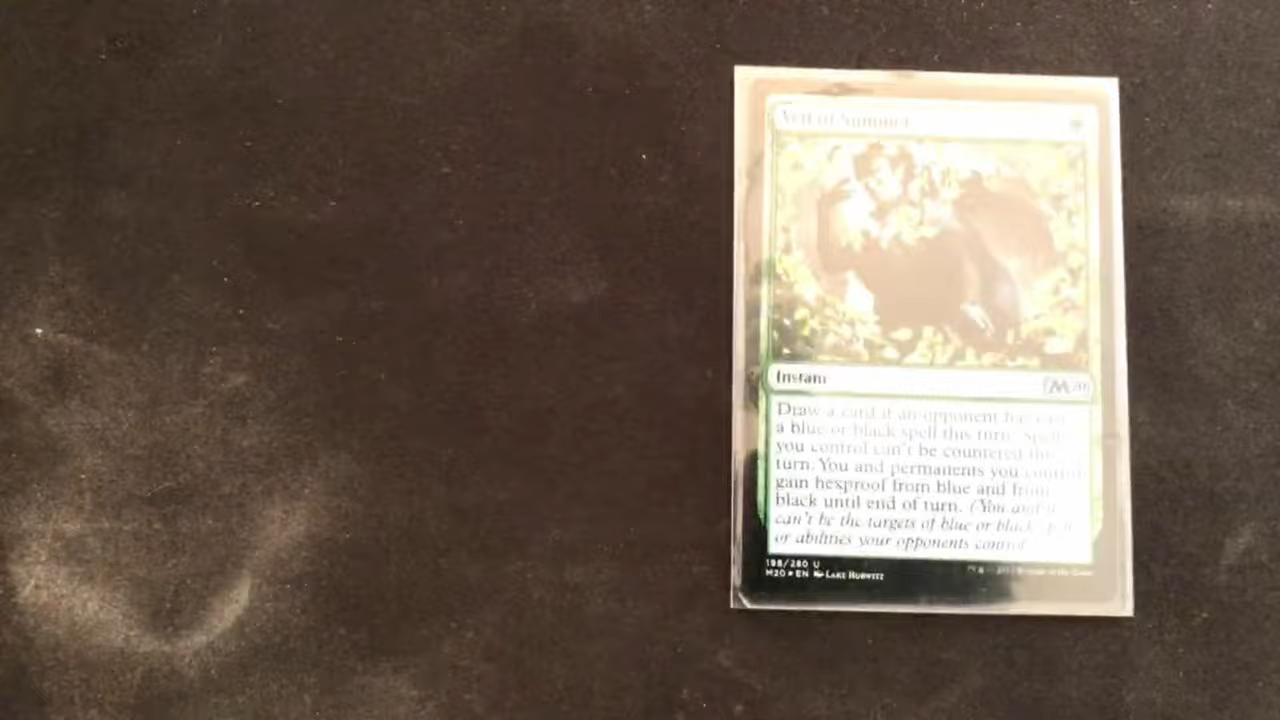 Veil of Summer
Instant
M20
Draw a card if an opponent has cast
a blue or black spell this turn. Spells
you control can't be countered this
turn. You and permanents you control
gain hexproof from blue and from
black until end of turn. (You and
can't be the targets of blue or black
or abilities your opponents control
198/280 U
M20 ★ EN Lake Hurwitz